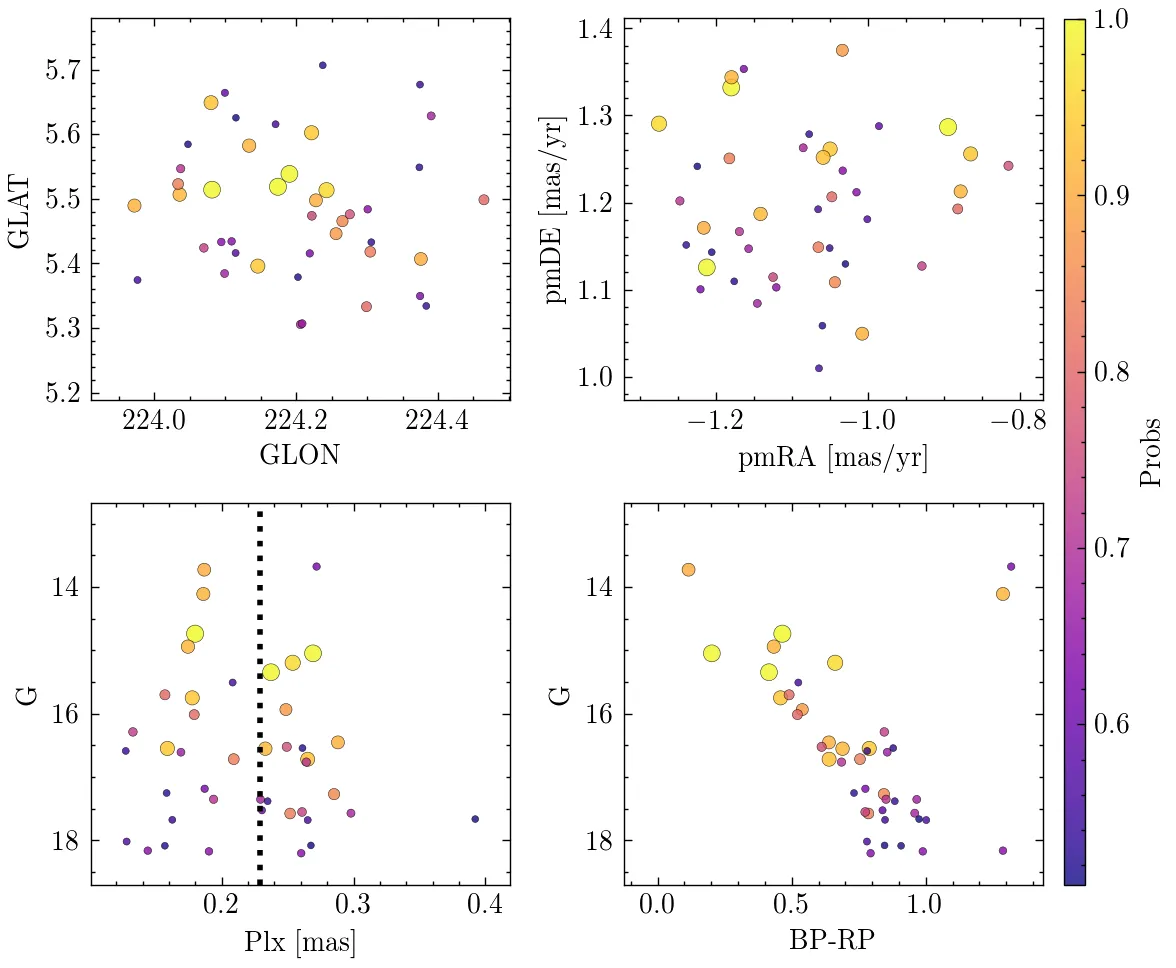 5.7
5.6
5.5
5.4
5.3
5.2
GLAT
224.0 224.2 224.4
GLON
1.4
1.3
1.2
1.1
1.0
pmDE [mas/yr]
−1.2 −1.0 −0.8
pmRA [mas/yr]
1.0
0.9
0.8
0.7
0.6
Probs
14
16
18
G
0.2 0.3 0.4
Plx [mas]
14
16
18
G
0.0 0.5 1.0
BP-RP